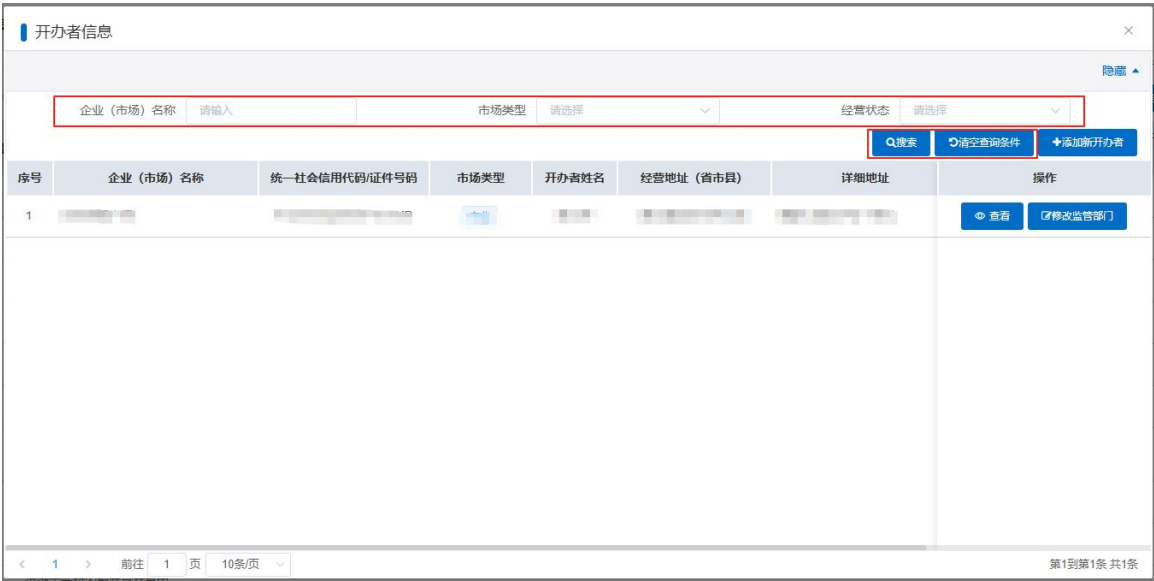 开办者信息
隐藏
企业（市场）名称 请输入 市场类型 请选择 经营状态 请选择
搜索 清空查询条件 +添加新开办者
序号 企业（市场）名称 统一社会信用代码/证件号码 市场类型 开办者姓名 经营地址（省市县） 详细地址 操作
1 查看 修改监管部门
< 1 > 前往 1 页 10条/页 第1到第1条 共1条